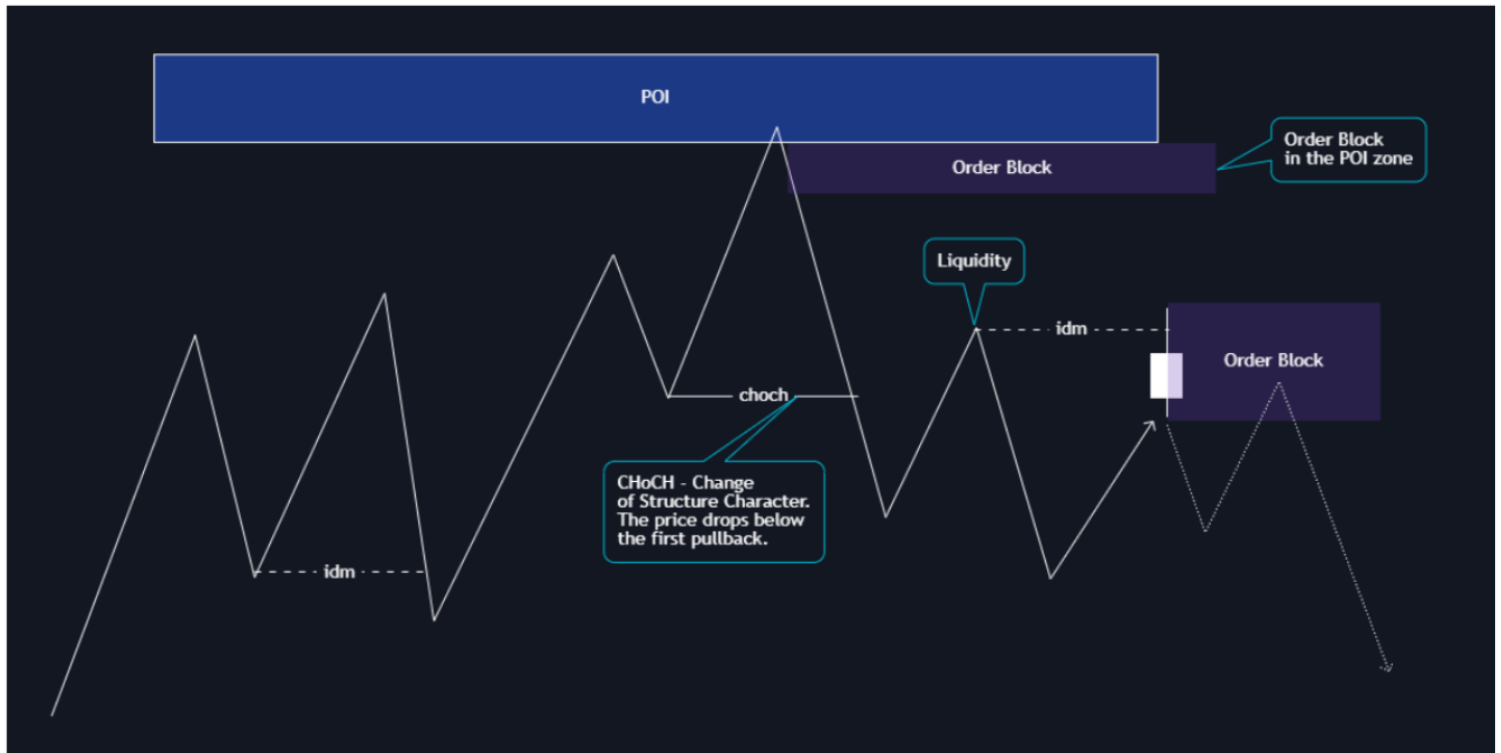 POI
Order Block
in the POI zone
Order Block
Liquidity
idm
Order Block
choch
CHoCH - Change
of Structure Character.
The price drops below
the first pullback.
idm